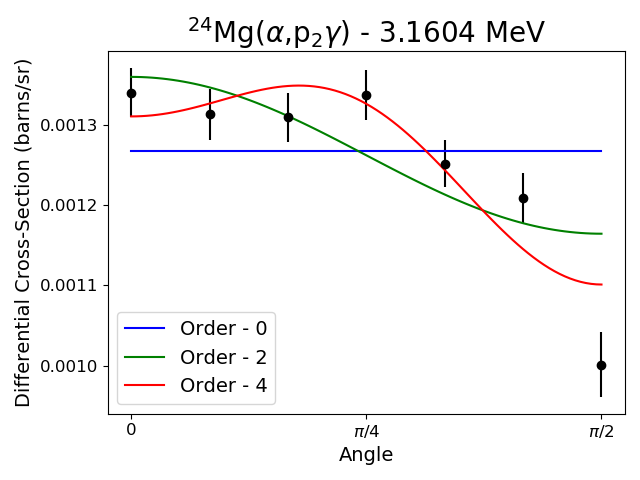 ²⁴Mg(α,p₂γ) - 3.1604 MeV
Differential Cross-Section (barns/sr)
0.0013
0.0012
0.0011
0.0010
Order - 0
Order - 2
Order - 4
0 π/4 π/2
Angle